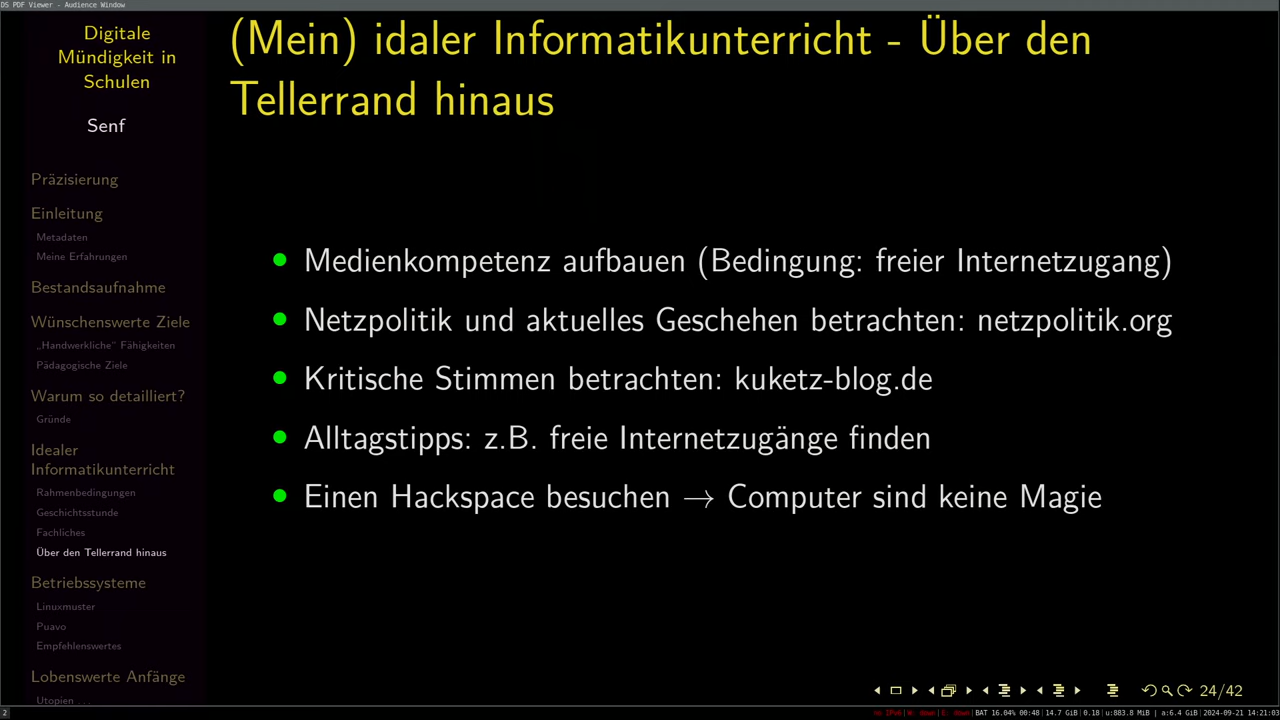 DS PDF Viewer - Audience Window
Digitale
Mündigkeit in
Schulen
Senf
Präzisierung
Einleitung
Metadaten
Meine Erfahrungen
Bestandsaufnahme
Wünschenswerte Ziele
„Handwerkliche“ Fähigkeiten
Pädagogische Ziele
Warum so detailliert?
Gründe
Idealer
Informatikunterricht
Rahmenbedingungen
Geschichtsstunde
Fachliches
Über den Tellerrand hinaus
Betriebssysteme
Linuxmuster
Puavo
Empfehlenswertes
Lobenswerte Anfänge
Utopien ...
(Mein) idaler Informatikunterricht - Über den
Tellerrand hinaus
Medienkompetenz aufbauen (Bedingung: freier Internetzugang)
Netzpolitik und aktuelles Geschehen betrachten: netzpolitik.org
Kritische Stimmen betrachten: kuketz-blog.de
Alltagstipps: z.B. freie Internetzugänge finden
Einen Hackspace besuchen → Computer sind keine Magie
24/42
2
no IPv6|W: down|E: down|BAT 16.04% 00:48|14.7 GiB|0.18|u:883.8 MiB | a:6.4 GiB|2024-09-21 14:21:03